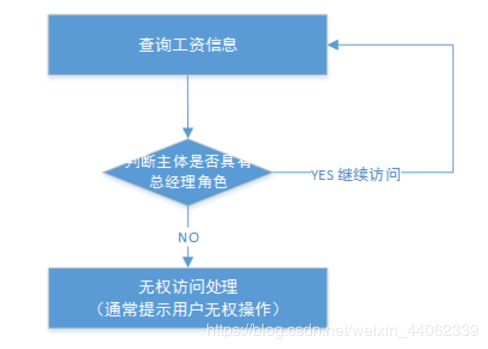 查询工资信息
判断主体是否具有
总经理角色
YES 继续访问
NO
无权访问处理
（通常提示用户无权操作）
https://blog.csdn.net/weixin_44062339